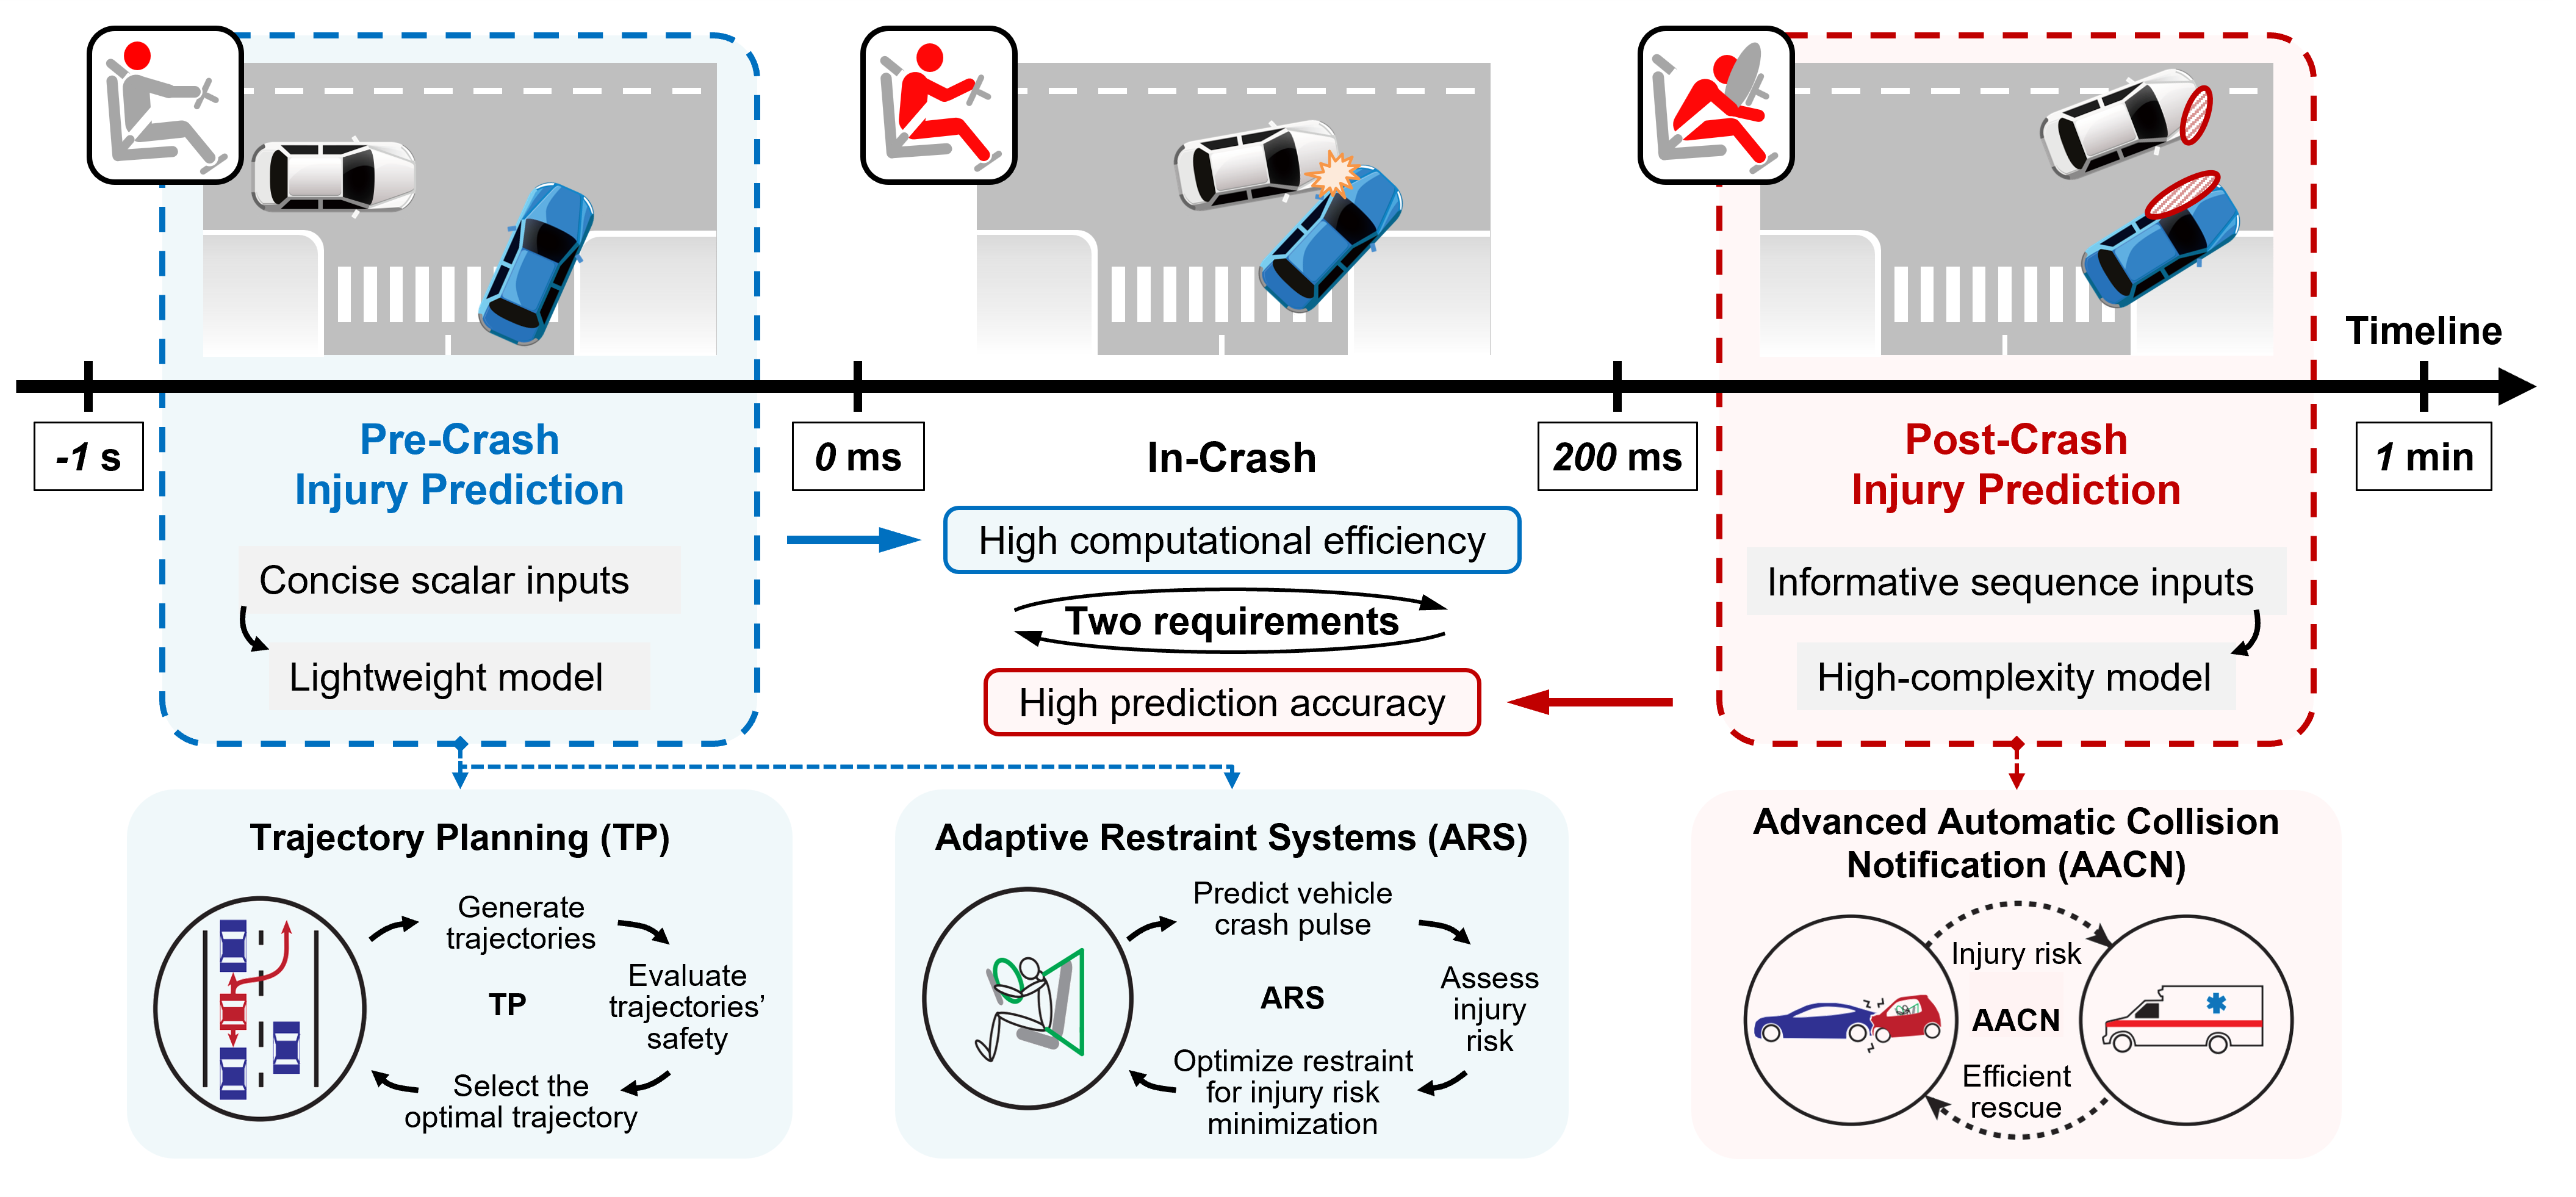 Timeline
-1 s
0 ms
200 ms
1 min
Pre-Crash
Injury Prediction
Concise scalar inputs
Lightweight model
In-Crash
High computational efficiency
Two requirements
High prediction accuracy
Post-Crash
Injury Prediction
Informative sequence inputs
High-complexity model
Trajectory Planning (TP)
Generate
trajectories
Evaluate
trajectories’
safety
TP
Select the
optimal trajectory
Adaptive Restraint Systems (ARS)
Predict vehicle
crash pulse
Assess
injury
risk
ARS
Optimize restraint
for injury risk
minimization
Advanced Automatic Collision
Notification (AACN)
Injury risk
AACN
Efficient
rescue